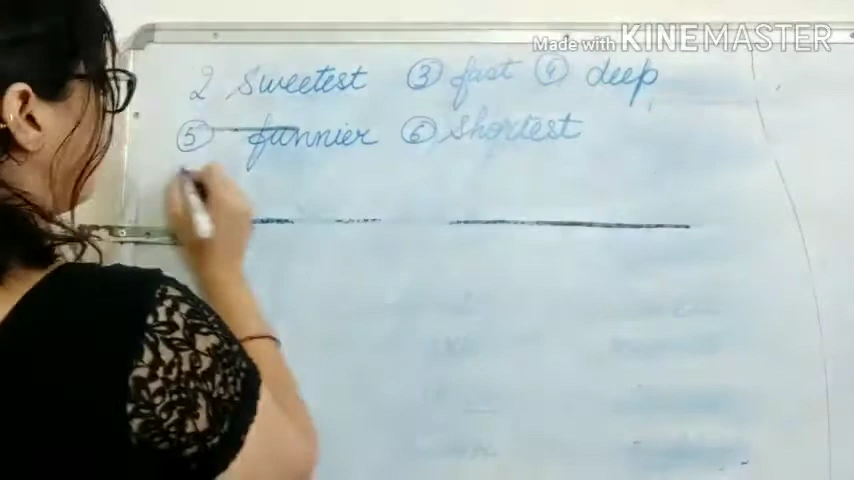 Made with KINEMASTER
2 Sweetest ③ fast ④ deep
⑤ funnier ⑥ Shortest